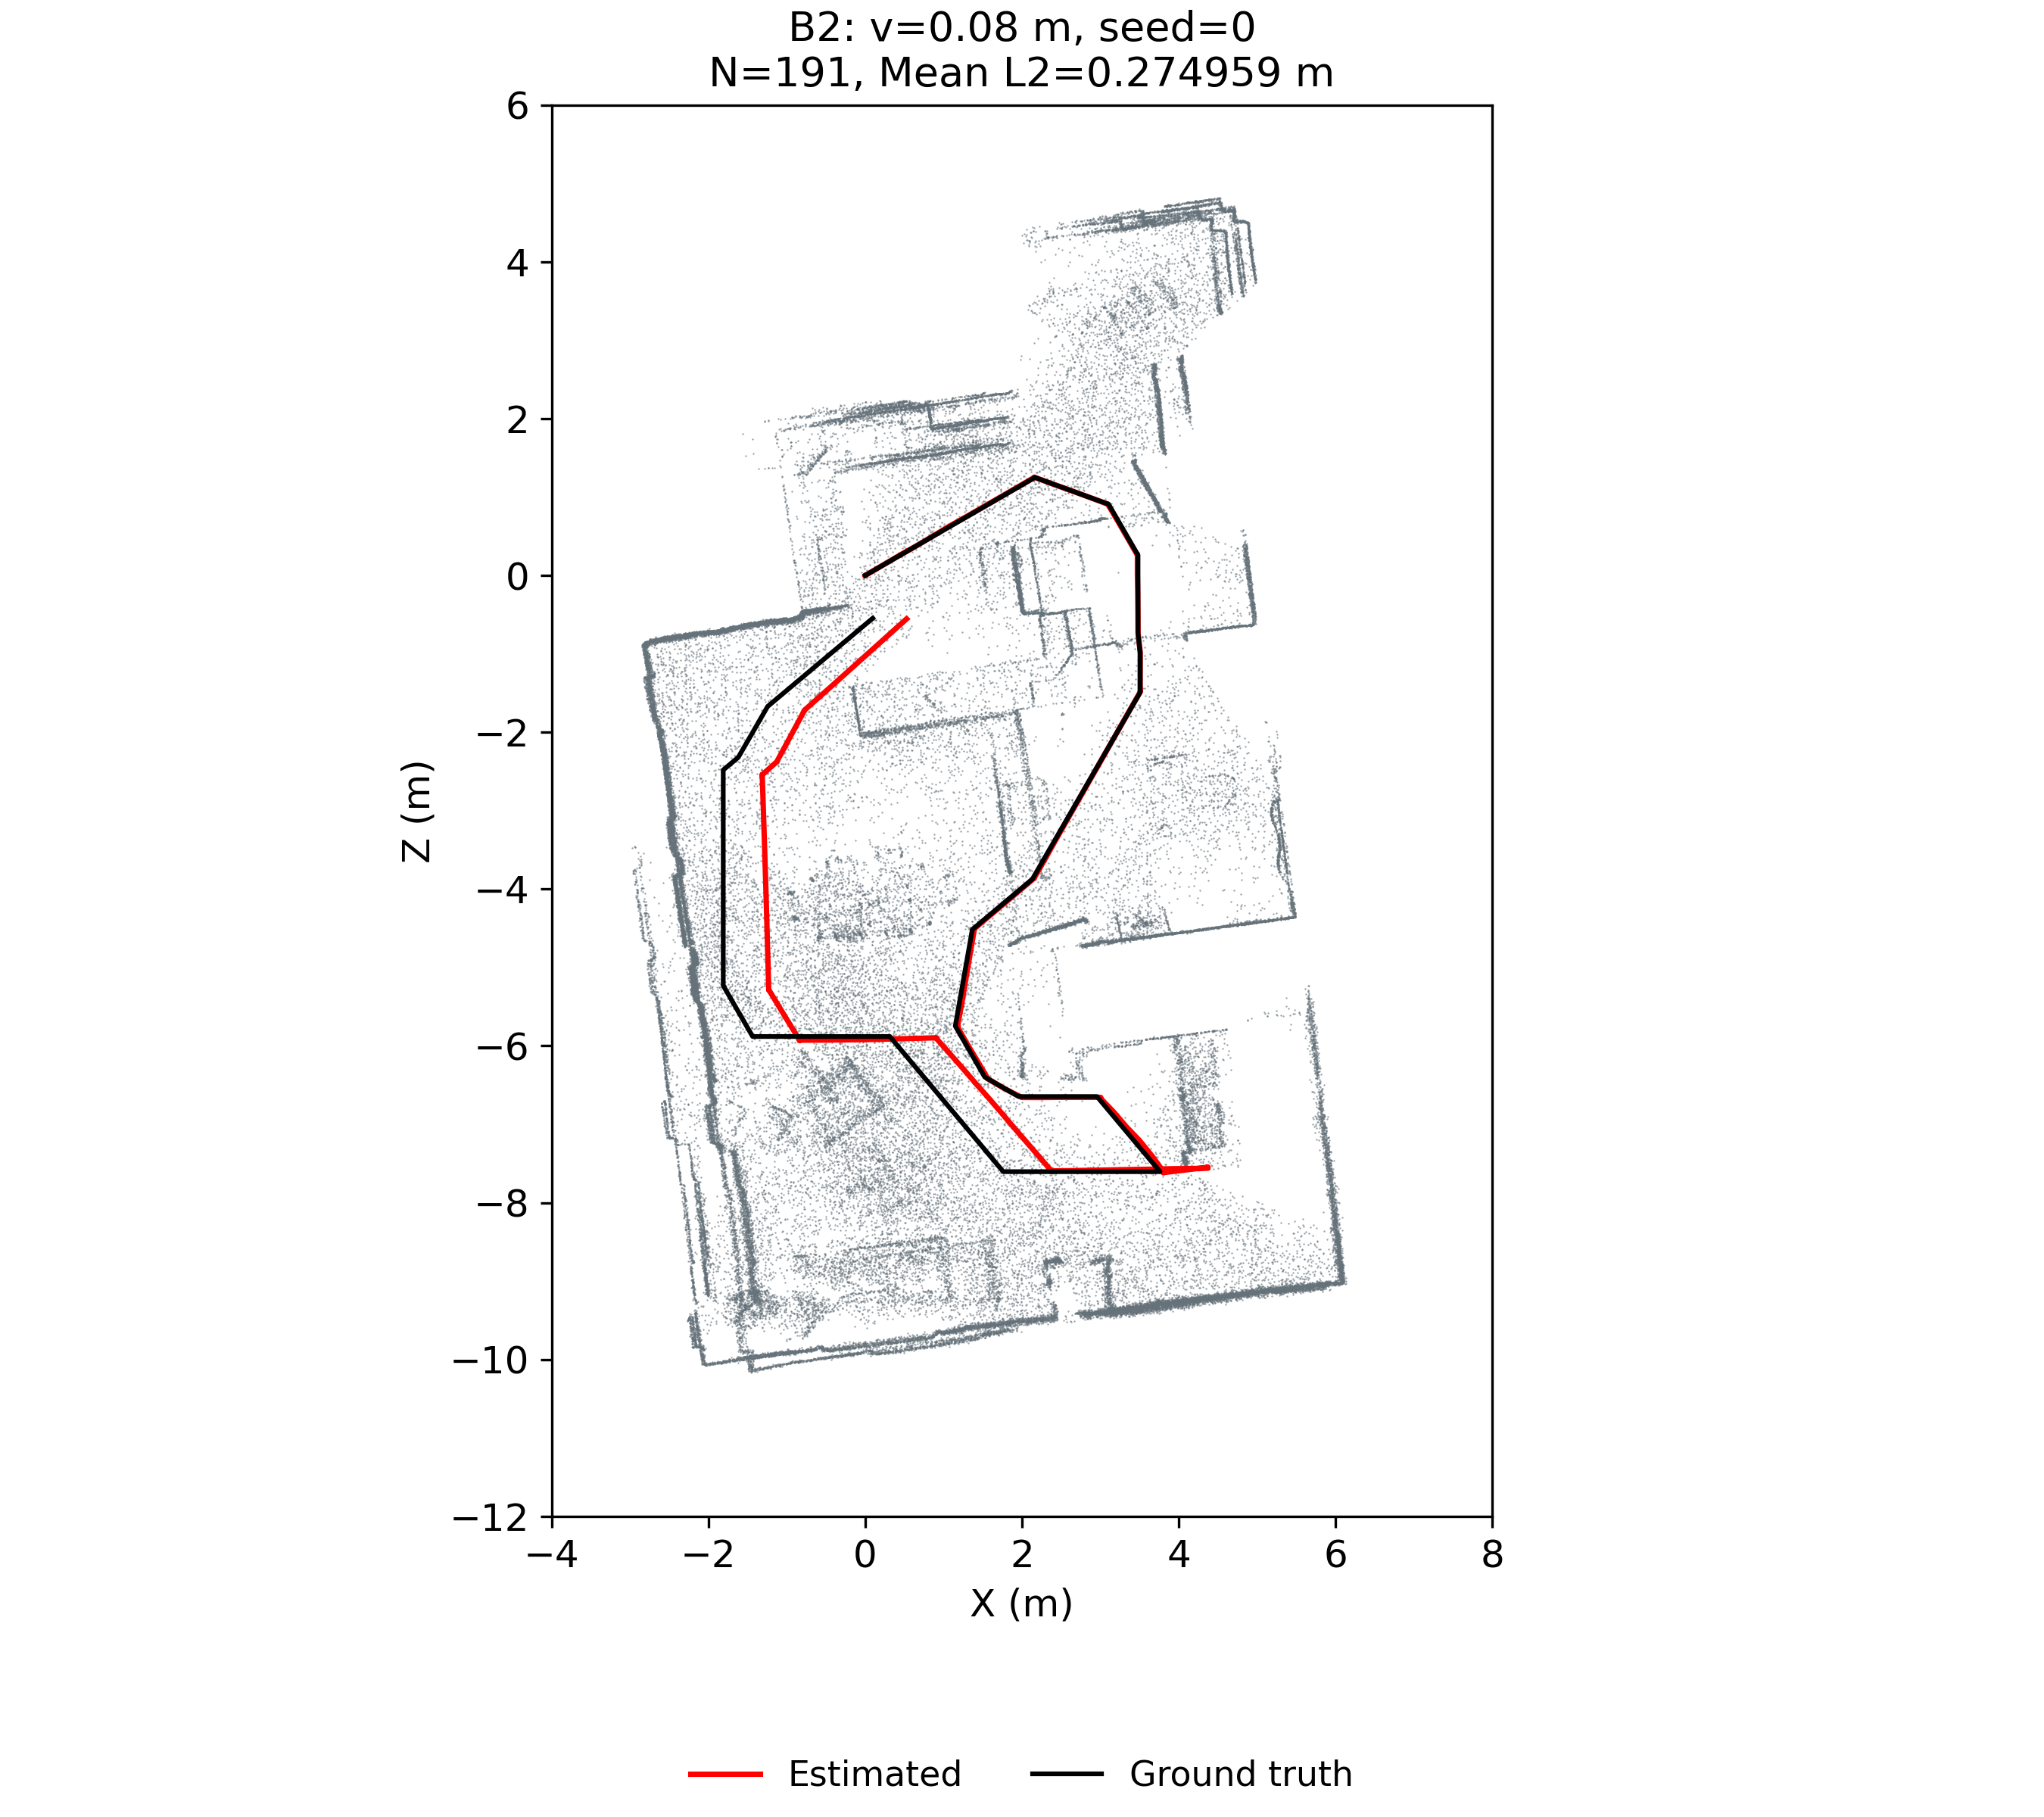 B2: v=0.08 m, seed=0
N=191, Mean L2=0.274959 m
6
4
2
0
−2
−4
−6
−8
−10
−12
Z (m)
−4 −2 0 2 4 6 8
X (m)
Estimated Ground truth